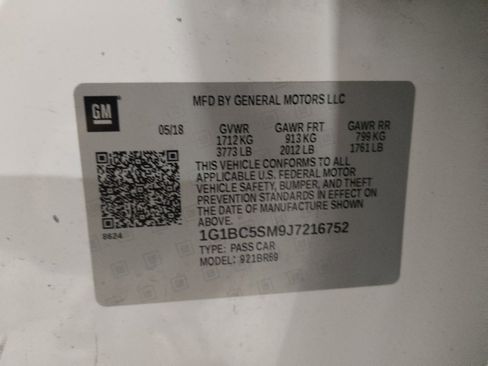 GM
MFD BY GENERAL MOTORS LLC
05/18 GVWR GAWR FRT GAWR RR
1712 KG 913 KG 799 KG
3773 LB 2012 LB 1761 LB
THIS VEHICLE CONFORMS TO ALL
APPLICABLE U.S. FEDERAL MOTOR
VEHICLE SAFETY, BUMPER, AND THEFT
PREVENTION STANDARDS IN EFFECT ON
THE DATE OF MANUFACTURE SHOWN
ABOVE.
8624
1G1BC5SM9J7216752
TYPE: PASS CAR
MODEL: 921BR69